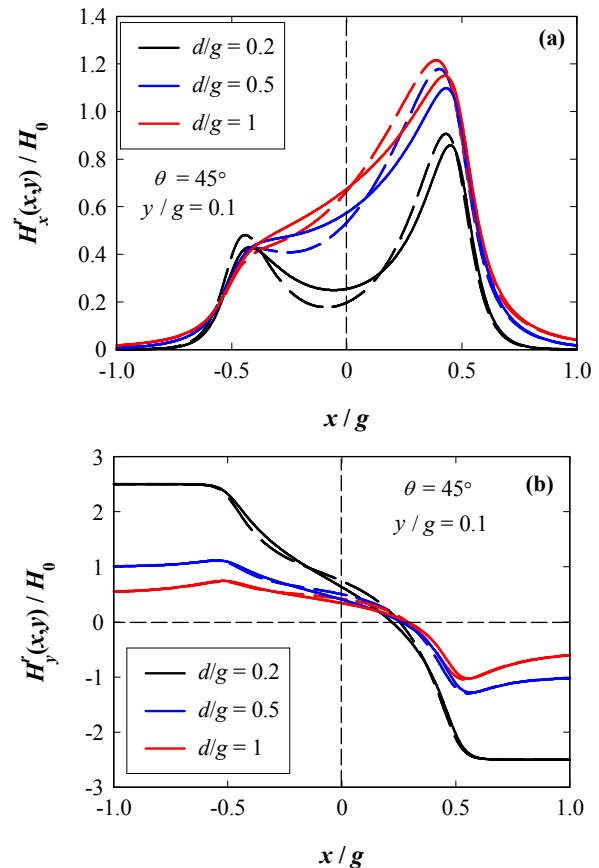 1.4
1.2
1.0
0.8
0.6
0.4
0.2
0
H_x^r(x,y) / H_0
d/g = 0.2
d/g = 0.5
d/g = 1
θ = 45°
y / g = 0.1
(a)
-1.0 -0.5 0 0.5 1.0
x / g
3
2
1
0
-1
-2
-3
H_y^r(x,y) / H_0
θ = 45°
y / g = 0.1
(b)
d/g = 0.2
d/g = 0.5
d/g = 1
-1.0 -0.5 0 0.5 1.0
x / g